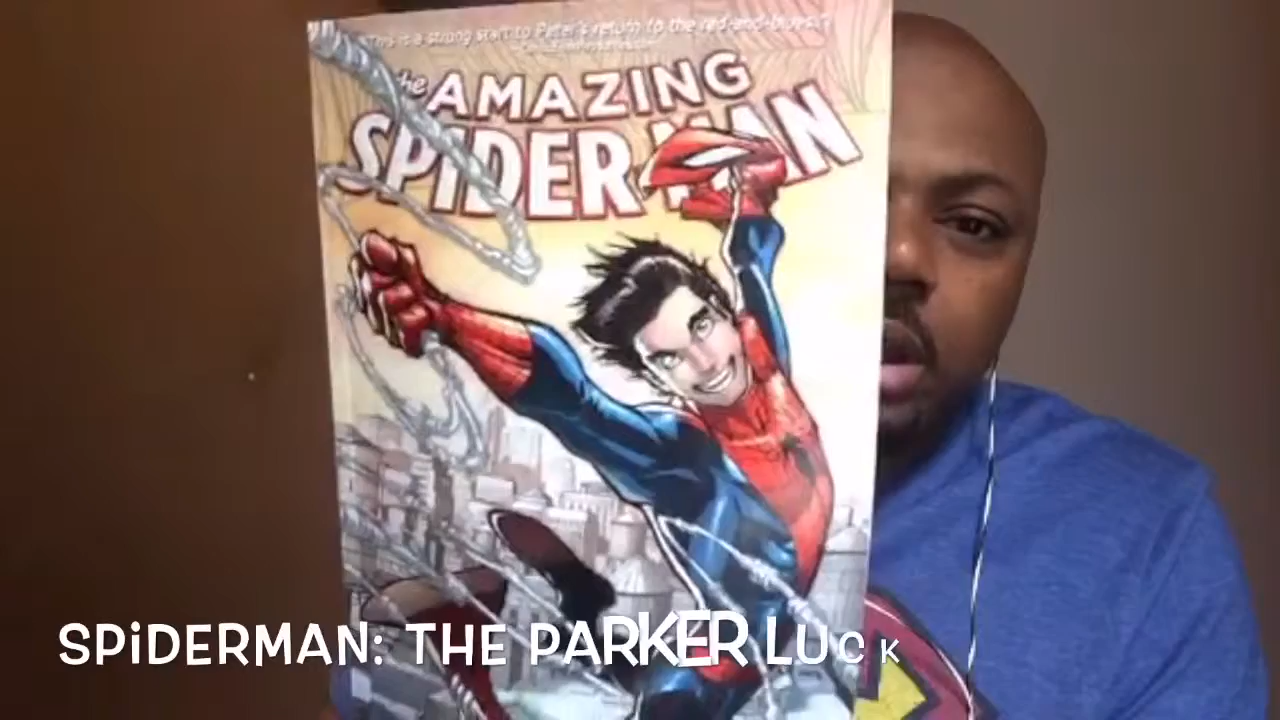 "This is a strong start to Peter's return to the red-and-blues."
the AMAZING
SPIDER-MAN
SPiDERMAN: THE PARKER LUCK